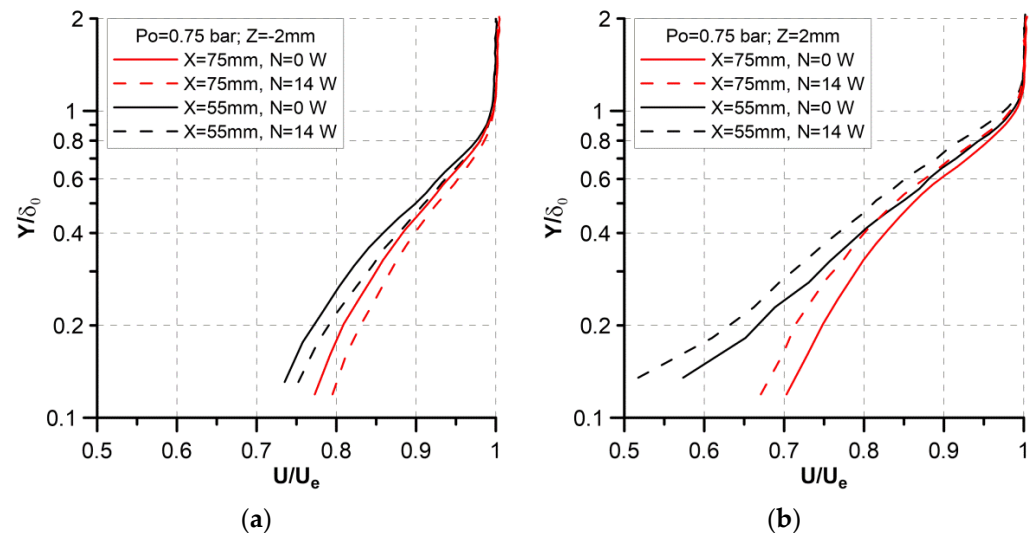 Po=0.75 bar; Z=-2mm
X=75mm, N=0 W
X=75mm, N=14 W
X=55mm, N=0 W
X=55mm, N=14 W
2
1
0.8
0.6
0.4
0.2
0.1
Y/δ₀
0.5 0.6 0.7 0.8 0.9 1
U/Uₑ
(a)
Po=0.75 bar; Z=2mm
X=75mm, N=0 W
X=75mm, N=14 W
X=55mm, N=0 W
X=55mm, N=14 W
2
1
0.8
0.6
0.4
0.2
0.1
Y/δ₀
0.5 0.6 0.7 0.8 0.9 1
U/Uₑ
(b)